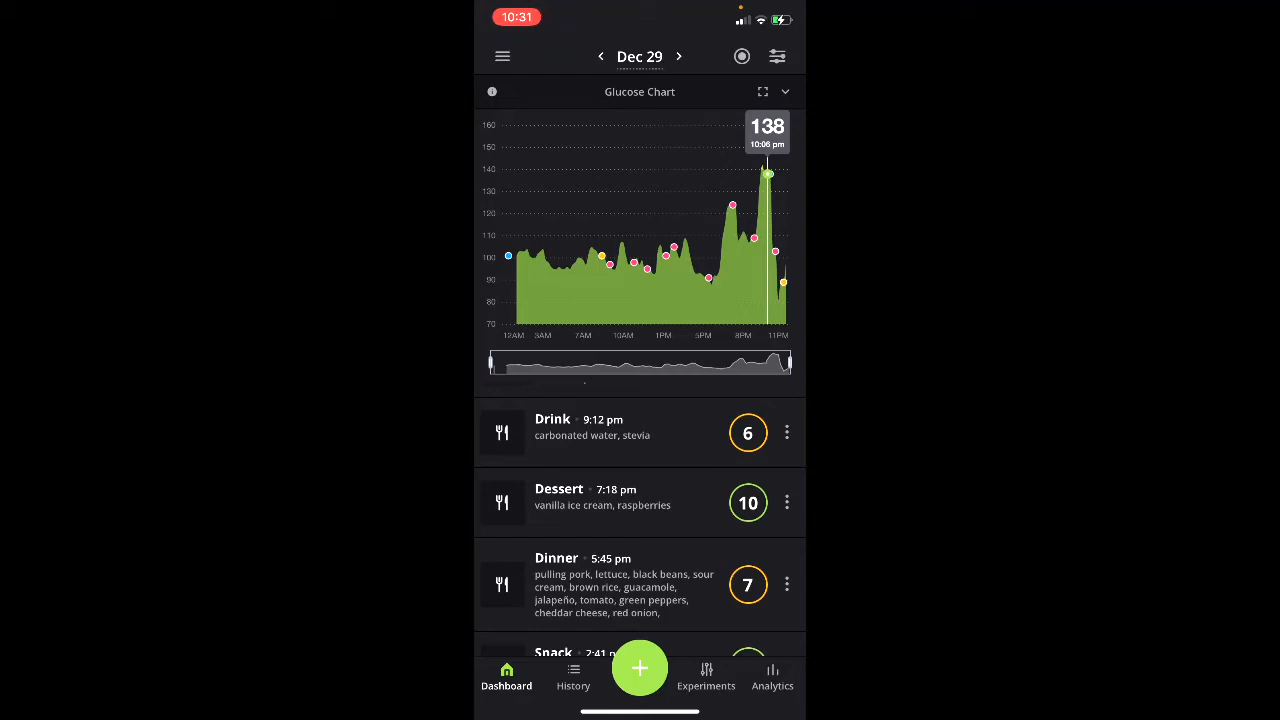 10:31
Dec 29
Glucose Chart
138
10:06 pm
160
150
140
130
120
110
100
90
80
70
12AM 3AM 7AM 10AM 1PM 5PM 8PM 11PM
Drink • 9:12 pm
carbonated water, stevia
6
Dessert • 7:18 pm
vanilla ice cream, raspberries
10
Dinner • 5:45 pm
pulling pork, lettuce, black beans, sour
cream, brown rice, guacamole,
jalapeño, tomato, green peppers,
cheddar cheese, red onion,
7
Snack • 2:41
Dashboard
History
+
Experiments
Analytics